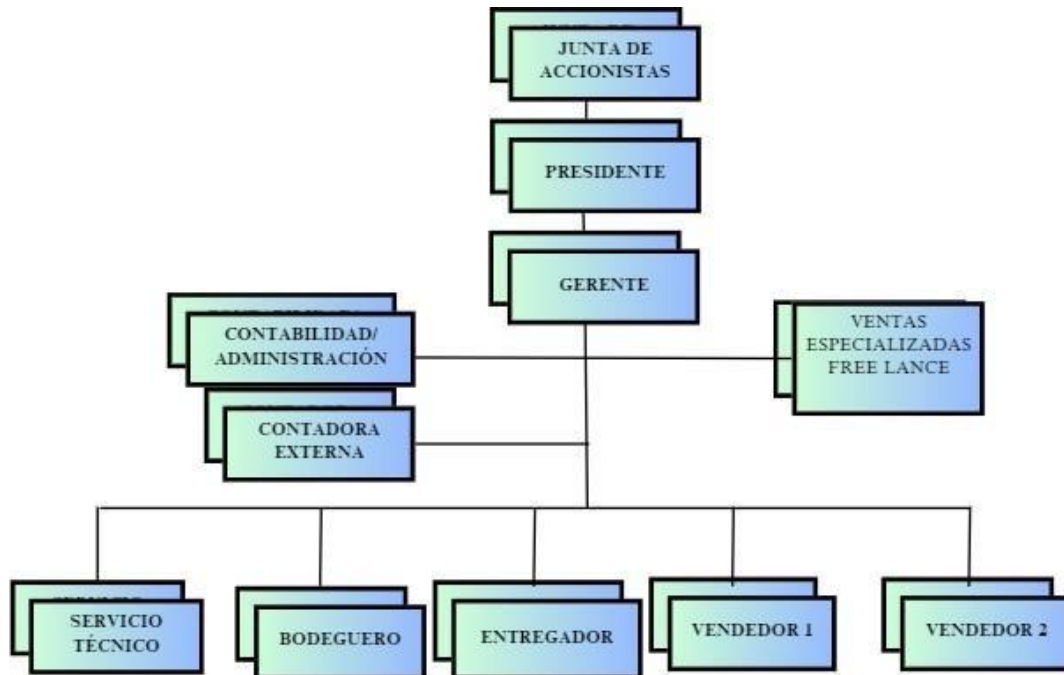 JUNTA DE
ACCIONISTAS
PRESIDENTE
GERENTE
CONTABILIDAD/
ADMINISTRACIÓN
VENTAS
ESPECIALIZADAS
FREE LANCE
CONTADORA
EXTERNA
SERVICIO
TÉCNICO
BODEGUERO
ENTREGADOR
VENDEDOR 1
VENDEDOR 2